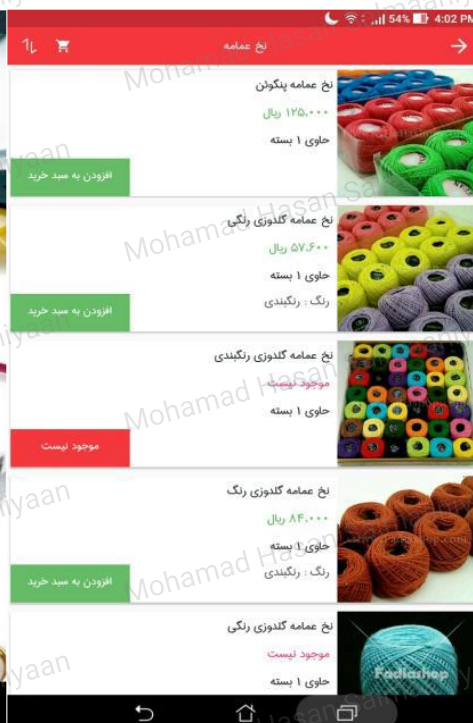 54% 4:02 PM
نخ عمامه
نخ عمامه پنگوئن
۱۲۵,۰۰۰ ریال
حاوی ۱ بسته
افزودن به سبد خرید
نخ عمامه گلدوزی رنگی
۵۷,۶۰۰ ریال
حاوی ۱ بسته
رنگ : رنگبندی
افزودن به سبد خرید
نخ عمامه گلدوزی رنگبندی
موجود نیست
حاوی ۱ بسته
موجود نیست
نخ عمامه گلدوزی رنگ
۸۴,۰۰۰ ریال
حاوی ۱ بسته
رنگ : رنگبندی
افزودن به سبد خرید
نخ عمامه گلدوزی رنگی
موجود نیست
حاوی ۱ بسته
Fadiashop
Mohamad Hasan